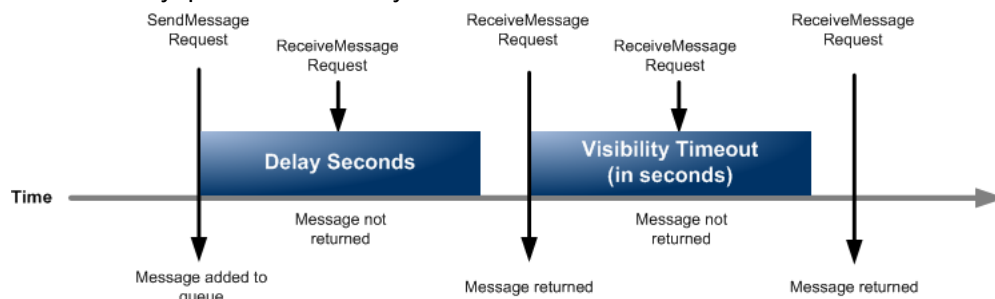 SendMessage
Request
ReceiveMessage
Request
ReceiveMessage
Request
ReceiveMessage
Request
ReceiveMessage
Request
Delay Seconds
Visibility Timeout
(in seconds)
Time
Message not
returned
Message not
returned
Message added to
queue
Message returned
Message returned